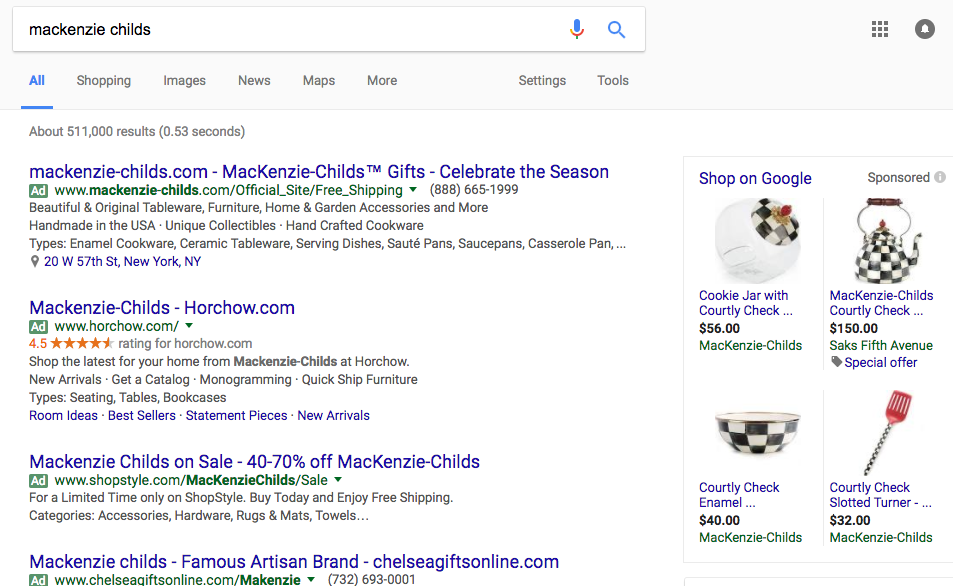 mackenzie childs
All Shopping Images News Maps More Settings Tools
About 511,000 results (0.53 seconds)
mackenzie-childs.com - MacKenzie-Childs™ Gifts - Celebrate the Season
Ad www.mackenzie-childs.com/Official_Site/Free_Shipping (888) 665-1999
Beautiful & Original Tableware, Furniture, Home & Garden Accessories and More
Handmade in the USA · Unique Collectibles · Hand Crafted Cookware
Types: Enamel Cookware, Ceramic Tableware, Serving Dishes, Sauté Pans, Saucepans, Casserole Pan, ...
20 W 57th St, New York, NY
Mackenzie-Childs - Horchow.com
Ad www.horchow.com/
4.5 rating for horchow.com
Shop the latest for your home from Mackenzie-Childs at Horchow.
New Arrivals · Get a Catalog · Monogramming · Quick Ship Furniture
Types: Seating, Tables, Bookcases
Room Ideas · Best Sellers · Statement Pieces · New Arrivals
Mackenzie Childs on Sale - 40-70% off MacKenzie-Childs
Ad www.shopstyle.com/MacKenzieChilds/Sale
For a Limited Time only on ShopStyle. Buy Today and Enjoy Free Shipping.
Categories: Accessories, Hardware, Rugs & Mats, Towels…
Mackenzie childs - Famous Artisan Brand - chelseagiftsonline.com
Ad www.chelseagiftsonline.com/Makenzie (732) 693-0001
Shop on Google Sponsored
Cookie Jar with
Courtly Check ...
$56.00
MacKenzie-Childs
MacKenzie-Childs
Courtly Check ...
$150.00
Saks Fifth Avenue
Special offer
Courtly Check
Enamel ...
$40.00
MacKenzie-Childs
Courtly Check
Slotted Turner - ...
$32.00
MacKenzie-Childs